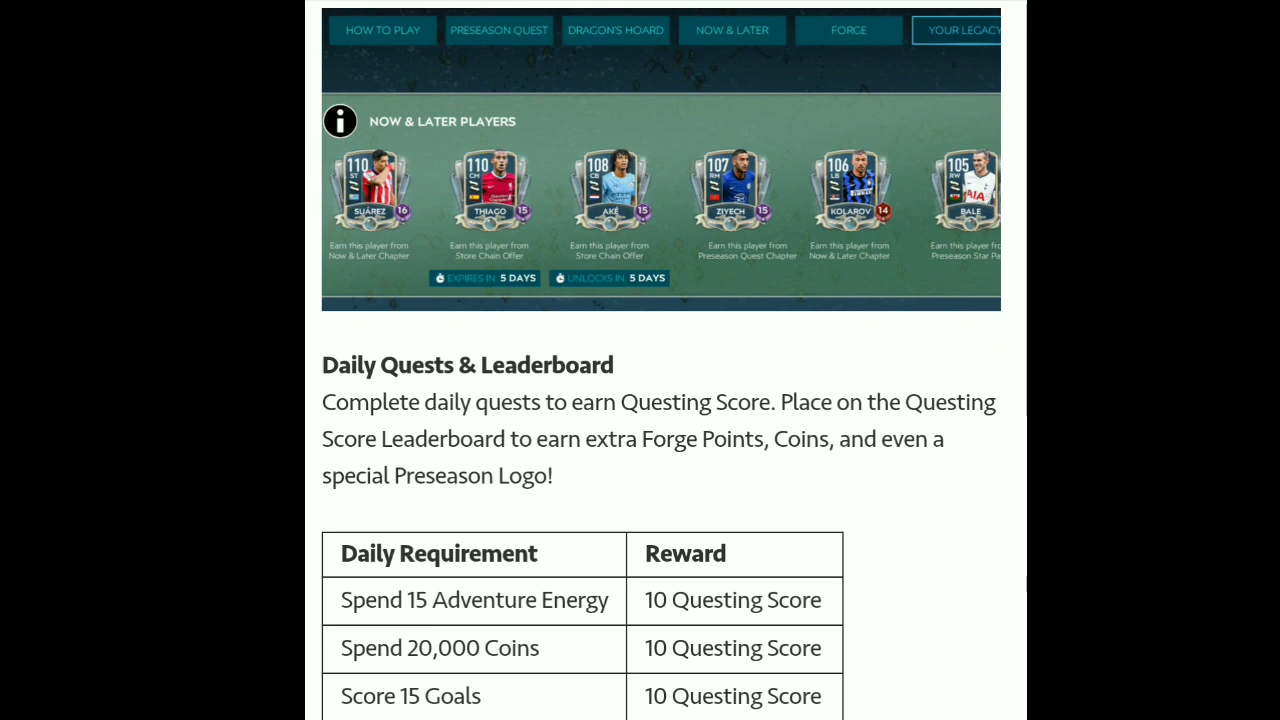 HOW TO PLAY PRESEASON QUEST DRAGON'S HOARD NOW & LATER FORGE YOUR LEGACY
NOW & LATER PLAYERS
110 110 108 107 106 105
ST CM CB RM LB RW
SUÁREZ 16 THIAGO 15 AKÉ 15 ZIYECH 15 KOLAROV 14 BALE
Earn this player from Earn this player from Earn this player from Earn this player from Earn this player from Earn this player fro
Now & Later Chapter Store Chain Offer Store Chain Offer Preseason Quest Chapter Now & Later Chapter Preseason Star Pa
EXPIRES IN 5 DAYS UNLOCKS IN 5 DAYS
Daily Quests & Leaderboard
Complete daily quests to earn Questing Score. Place on the Questing
Score Leaderboard to earn extra Forge Points, Coins, and even a
special Preseason Logo!
Daily Requirement Reward
Spend 15 Adventure Energy 10 Questing Score
Spend 20,000 Coins 10 Questing Score
Score 15 Goals 10 Questing Score